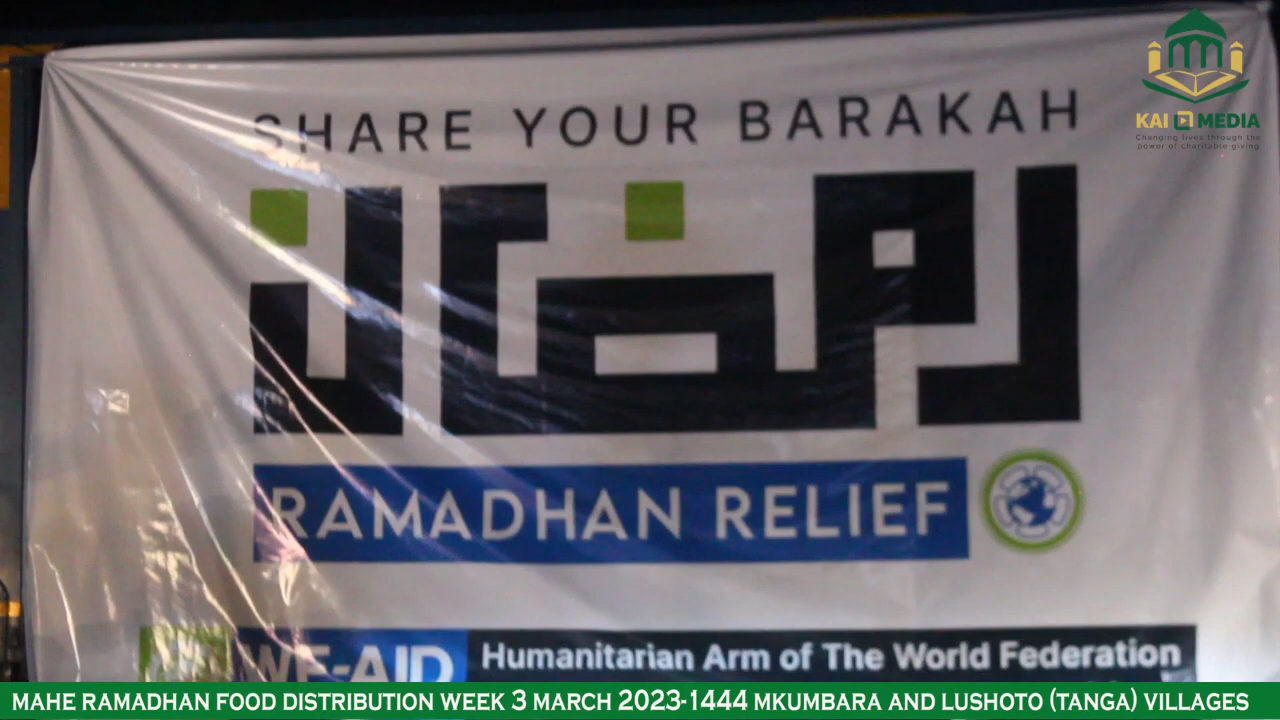 SHARE YOUR BARAKAH
رمضان
RAMADHAN RELIEF
WF-AID
Humanitarian Arm of The World Federation
KAI MEDIA
Changing lives through the
power of charitable giving
MAHE RAMADHAN FOOD DISTRIBUTION WEEK 3 MARCH 2023-1444 MKUMBARA AND LUSHOTO (TANGA) VILLAGES